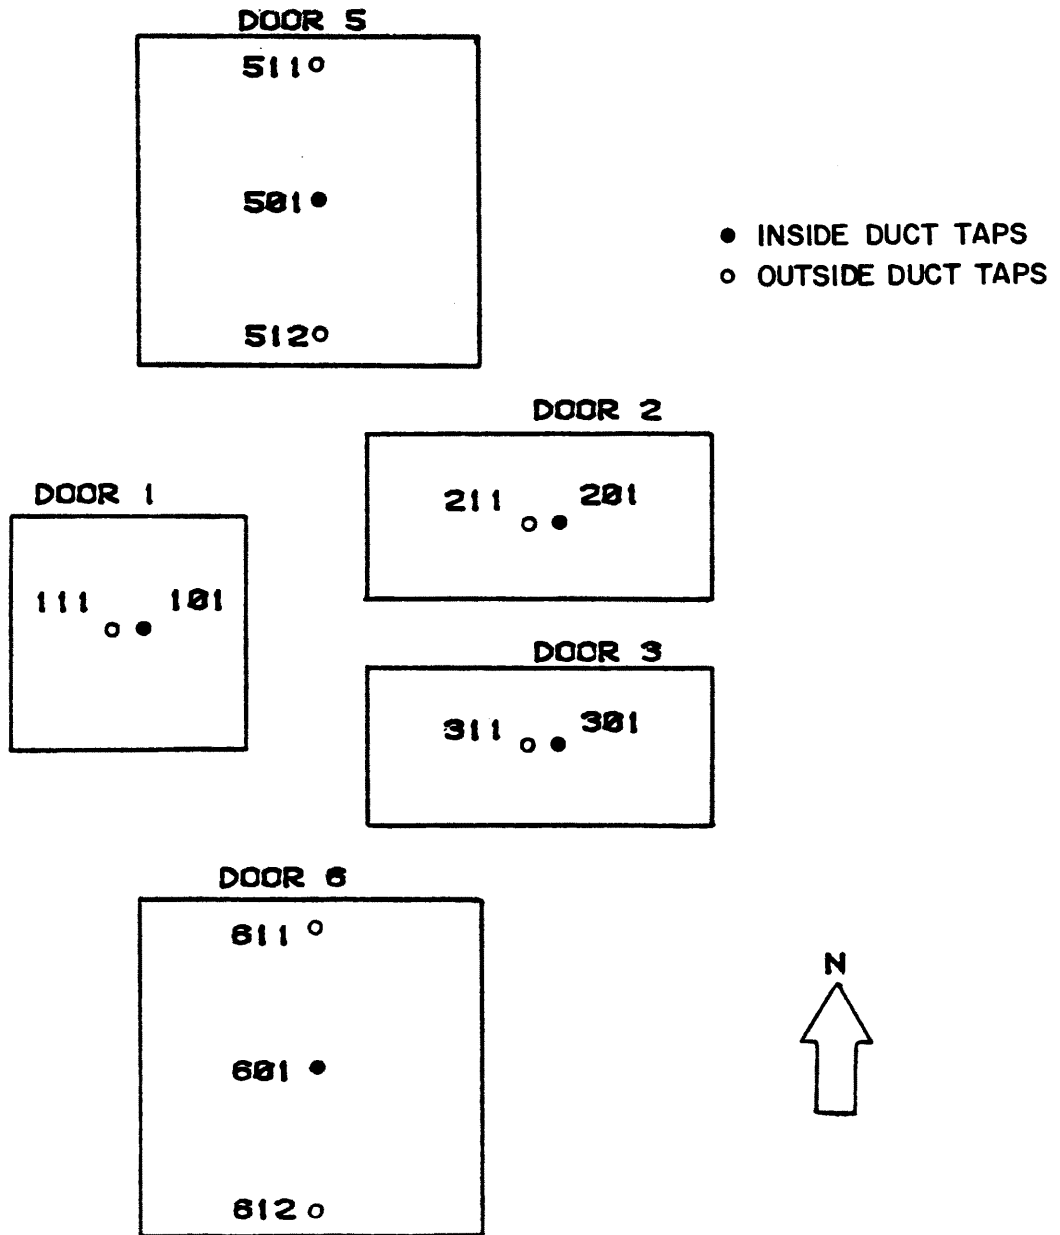 DOOR 5
511
501
512
● INSIDE DUCT TAPS
○ OUTSIDE DUCT TAPS
DOOR 2
211 201
DOOR 1
111 101
DOOR 3
311 301
DOOR 6
611
601
612
N